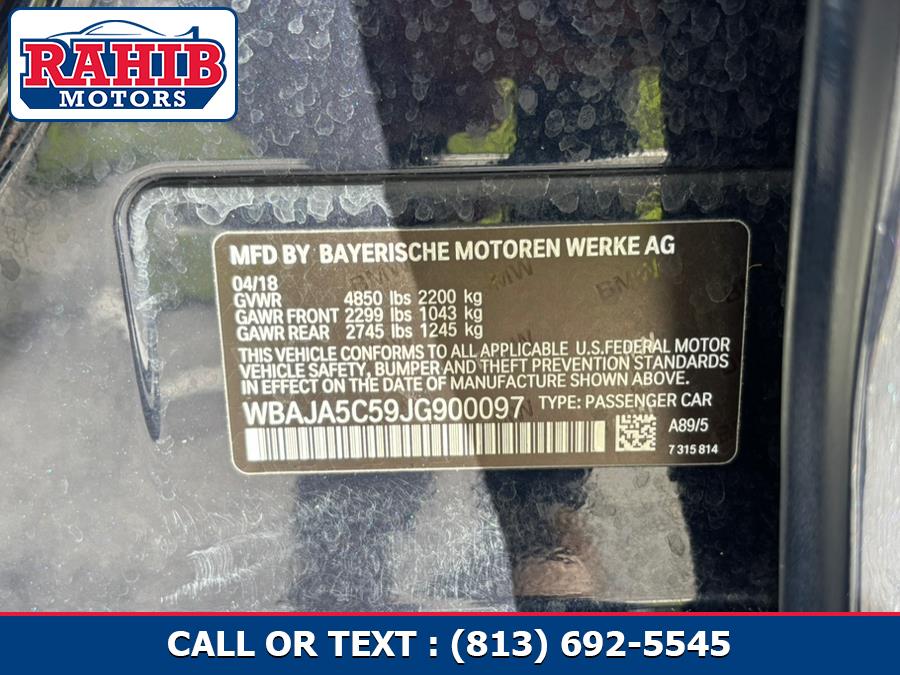 RAHIB
MOTORS
MFD BY BAYERISCHE MOTOREN WERKE AG
04/18
GVWR 4850 lbs 2200 kg
GAWR FRONT 2299 lbs 1043 kg
GAWR REAR 2745 lbs 1245 kg
THIS VEHICLE CONFORMS TO ALL APPLICABLE U.S.FEDERAL MOTOR
VEHICLE SAFETY, BUMPER AND THEFT PREVENTION STANDARDS
IN EFFECT ON THE DATE OF MANUFACTURE SHOWN ABOVE.
WBAJA5C59JG900097 TYPE: PASSENGER CAR
A89/5
7 315 814
CALL OR TEXT : (813) 692-5545